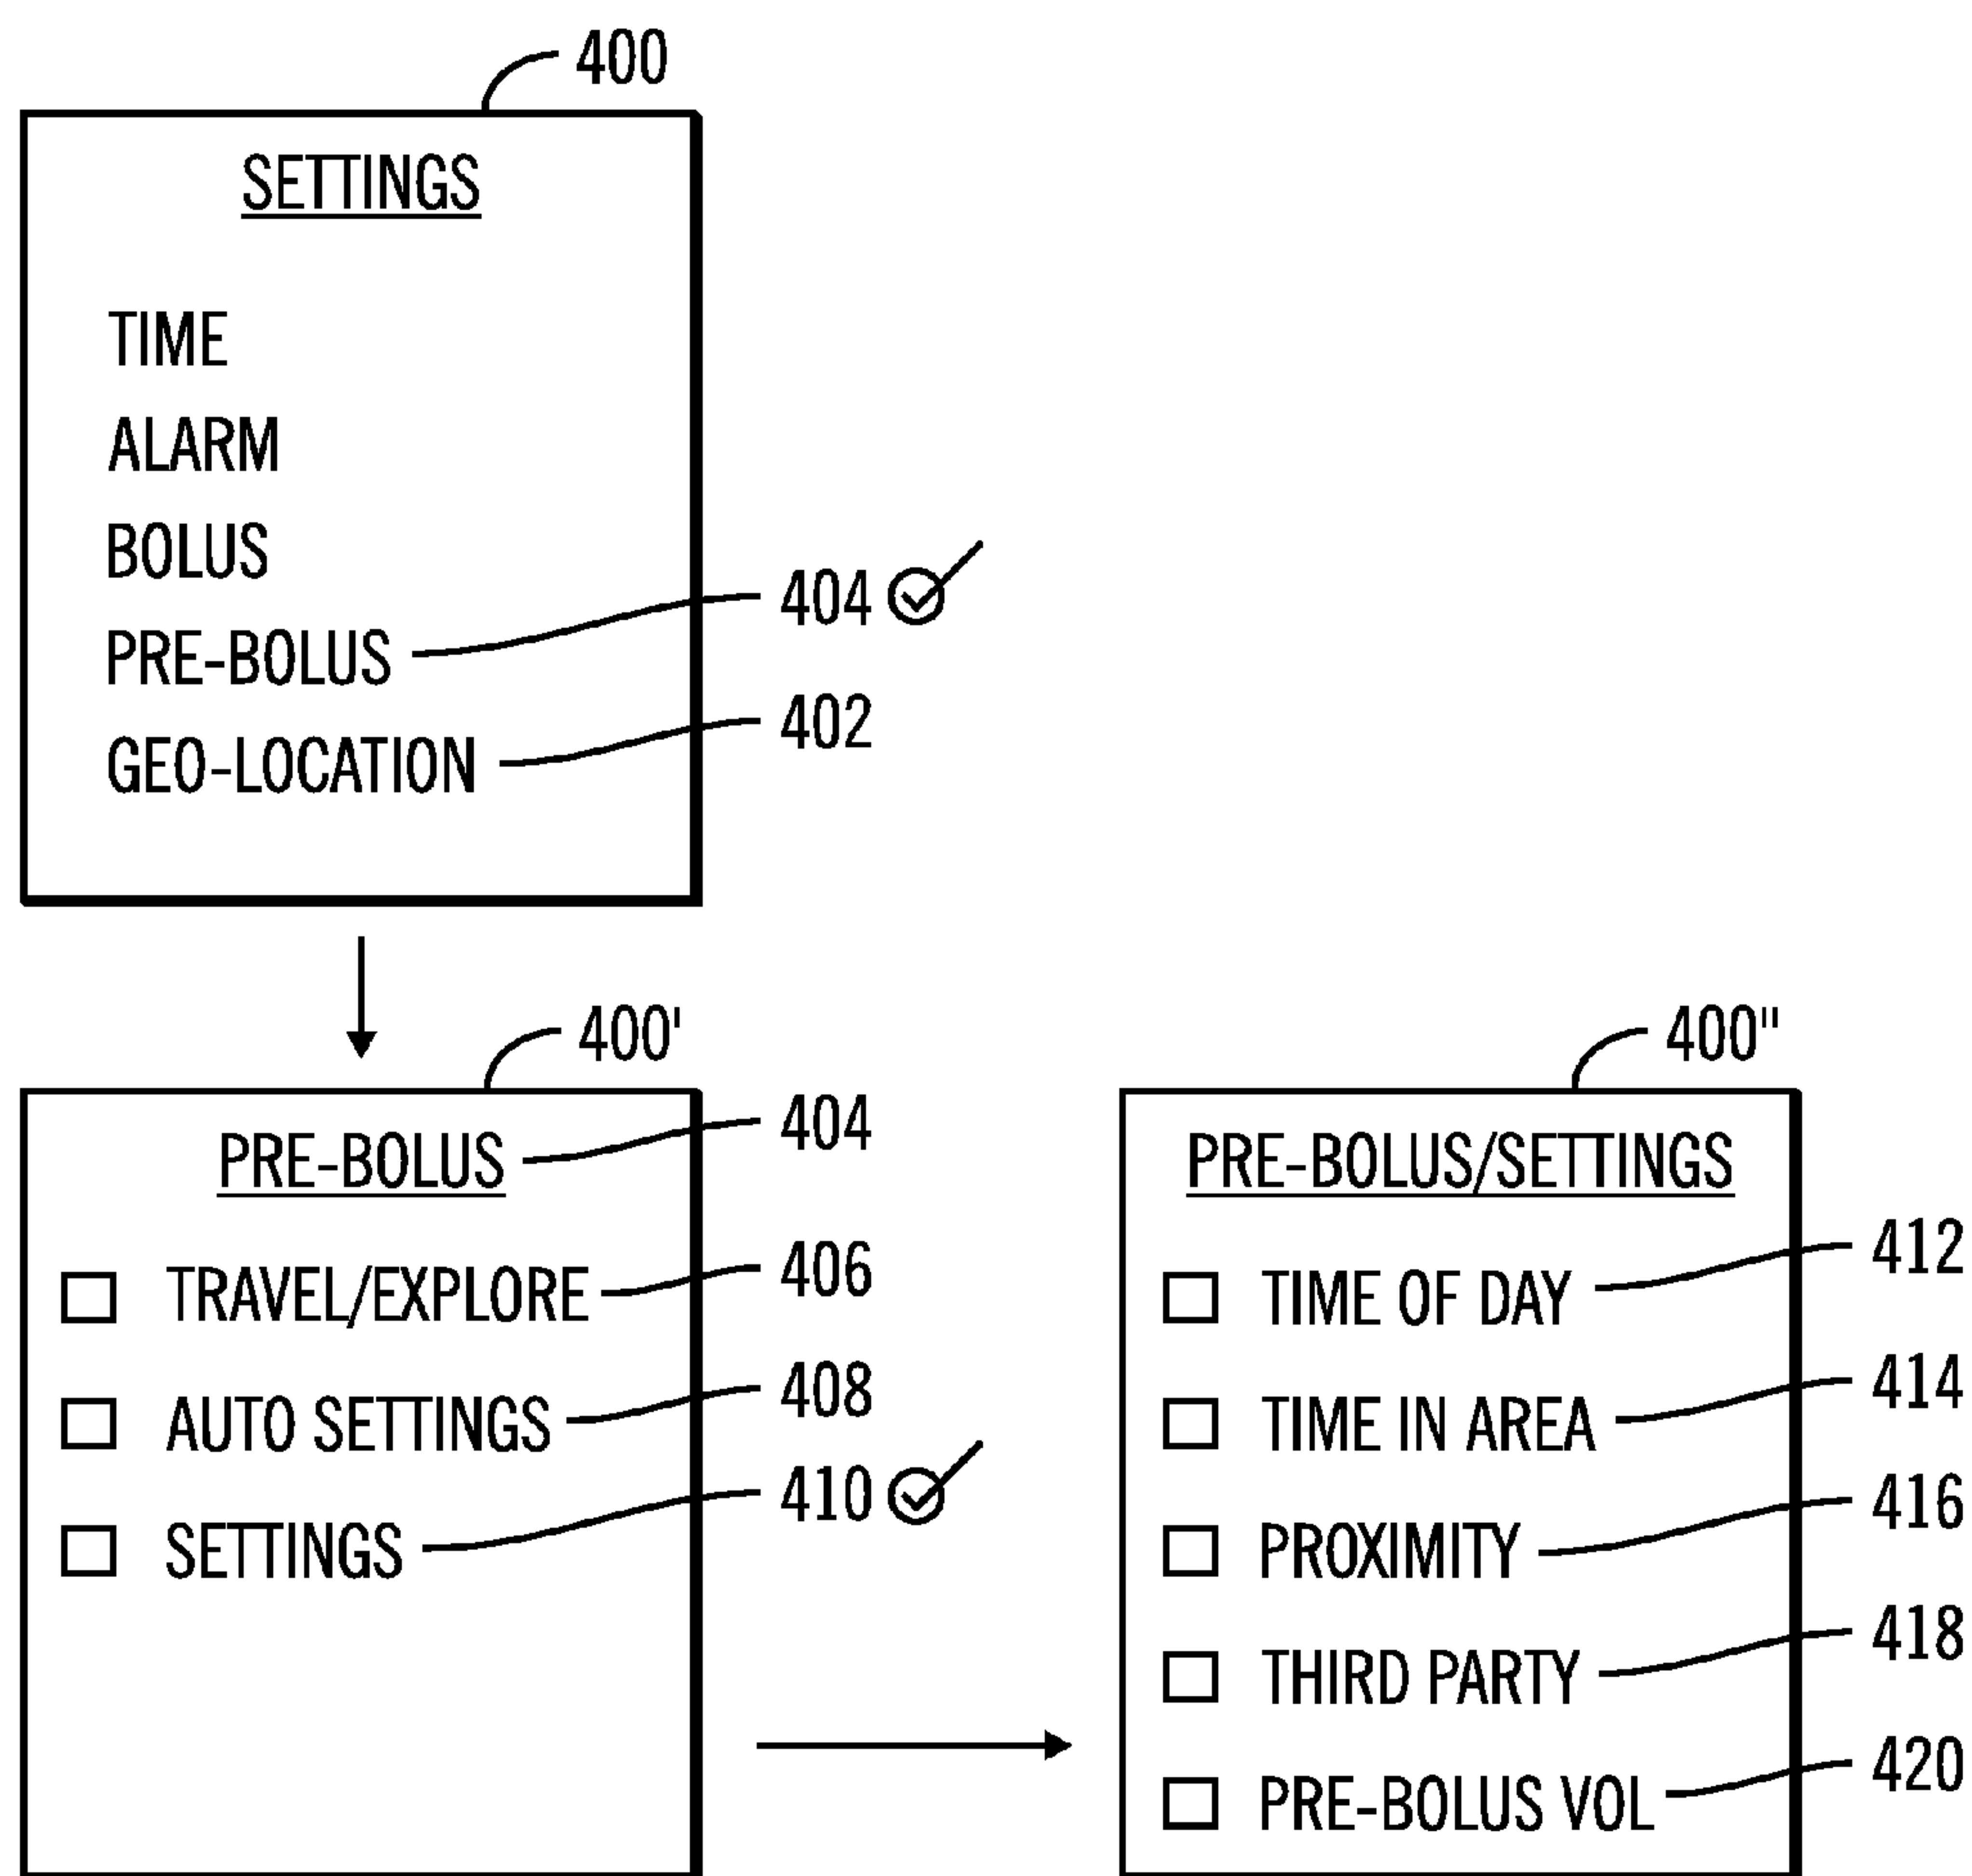 400
SETTINGS
TIME
ALARM
BOLUS
PRE-BOLUS 404
GEO-LOCATION 402
400'
PRE-BOLUS 404
TRAVEL/EXPLORE 406
AUTO SETTINGS 408
SETTINGS 410
400"
PRE-BOLUS/SETTINGS
TIME OF DAY 412
TIME IN AREA 414
PROXIMITY 416
THIRD PARTY 418
PRE-BOLUS VOL 420